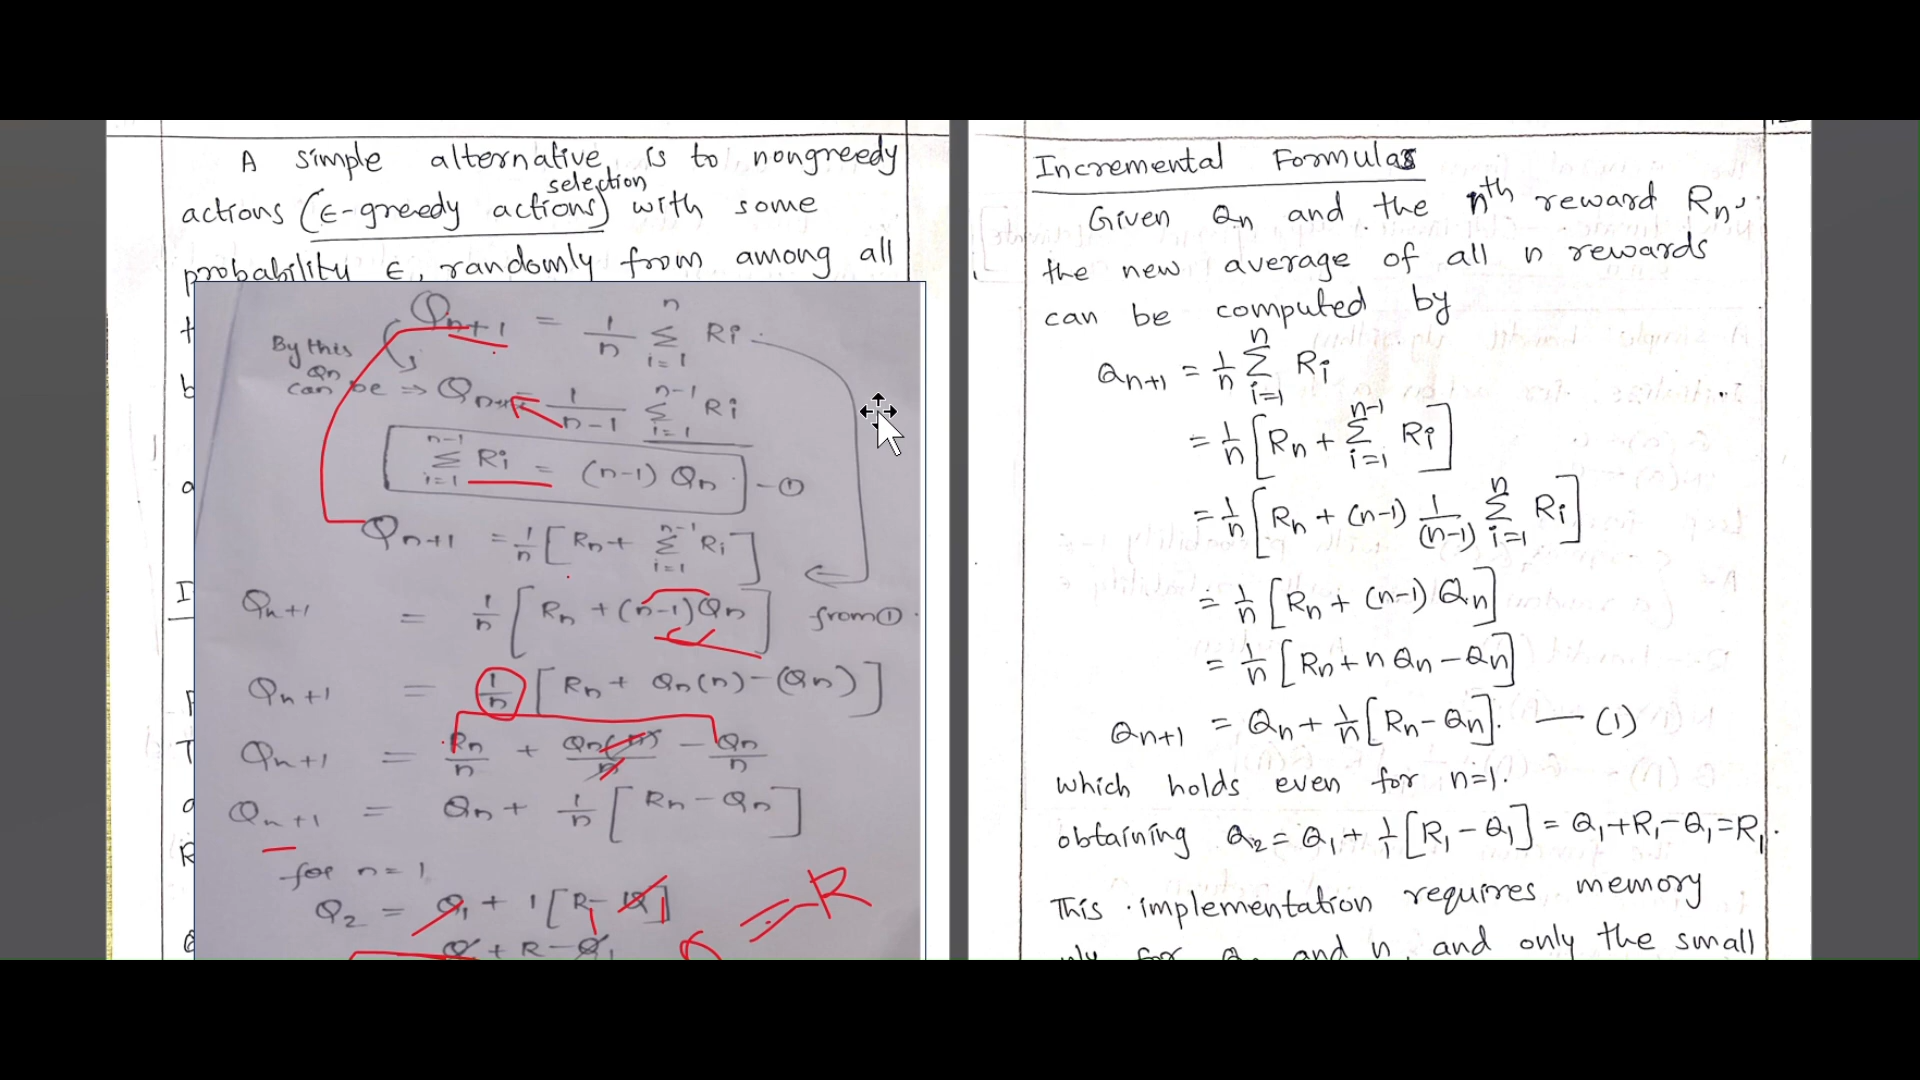 A simple alternative is to nongreedy
selection
actions (ϵ-greedy actions) with some
probability ϵ, randomly from among all
Qn+1 = 1/n Σ_{i=1}^{n} Ri
By this
Qn
can be ⇒ Qn = 1/(n-1) Σ_{i=1}^{n-1} Ri
Σ_{i=1}^{n-1} Ri = (n-1) Qn - ①
Qn+1 = 1/n [Rn + Σ_{i=1}^{n-1} Ri]
Qn+1 = 1/n [Rn + (n-1)Qn] from ①.
Qn+1 = 1/n [Rn + Qn(n) - (Qn)]
Qn+1 = Rn/n + Qn(n)/n - Qn/n
Qn+1 = Qn + 1/n [Rn - Qn]
for n = 1
Q2 = Q1 + 1 [R1 - Q1]
= R
Q + R - Q1
Incremental Formulas
Given Qn and the nth reward Rn,
the new average of all n rewards
can be computed by
Qn+1 = 1/n Σ_{i=1}^{n} Ri
= 1/n [Rn + Σ_{i=1}^{n-1} Ri]
= 1/n [Rn + (n-1) 1/(n-1) Σ_{i=1}^{n} Ri]
= 1/n [Rn + (n-1) Qn]
= 1/n [Rn + n Qn - Qn]
Qn+1 = Qn + 1/n [Rn - Qn]. — (1)
which holds even for n=1.
obtaining Q2 = Q1 + 1/1 [R1 - Q1] = Q1 + R1 - Q1 = R1.
This implementation requires memory
only for Qn and n, and only the small